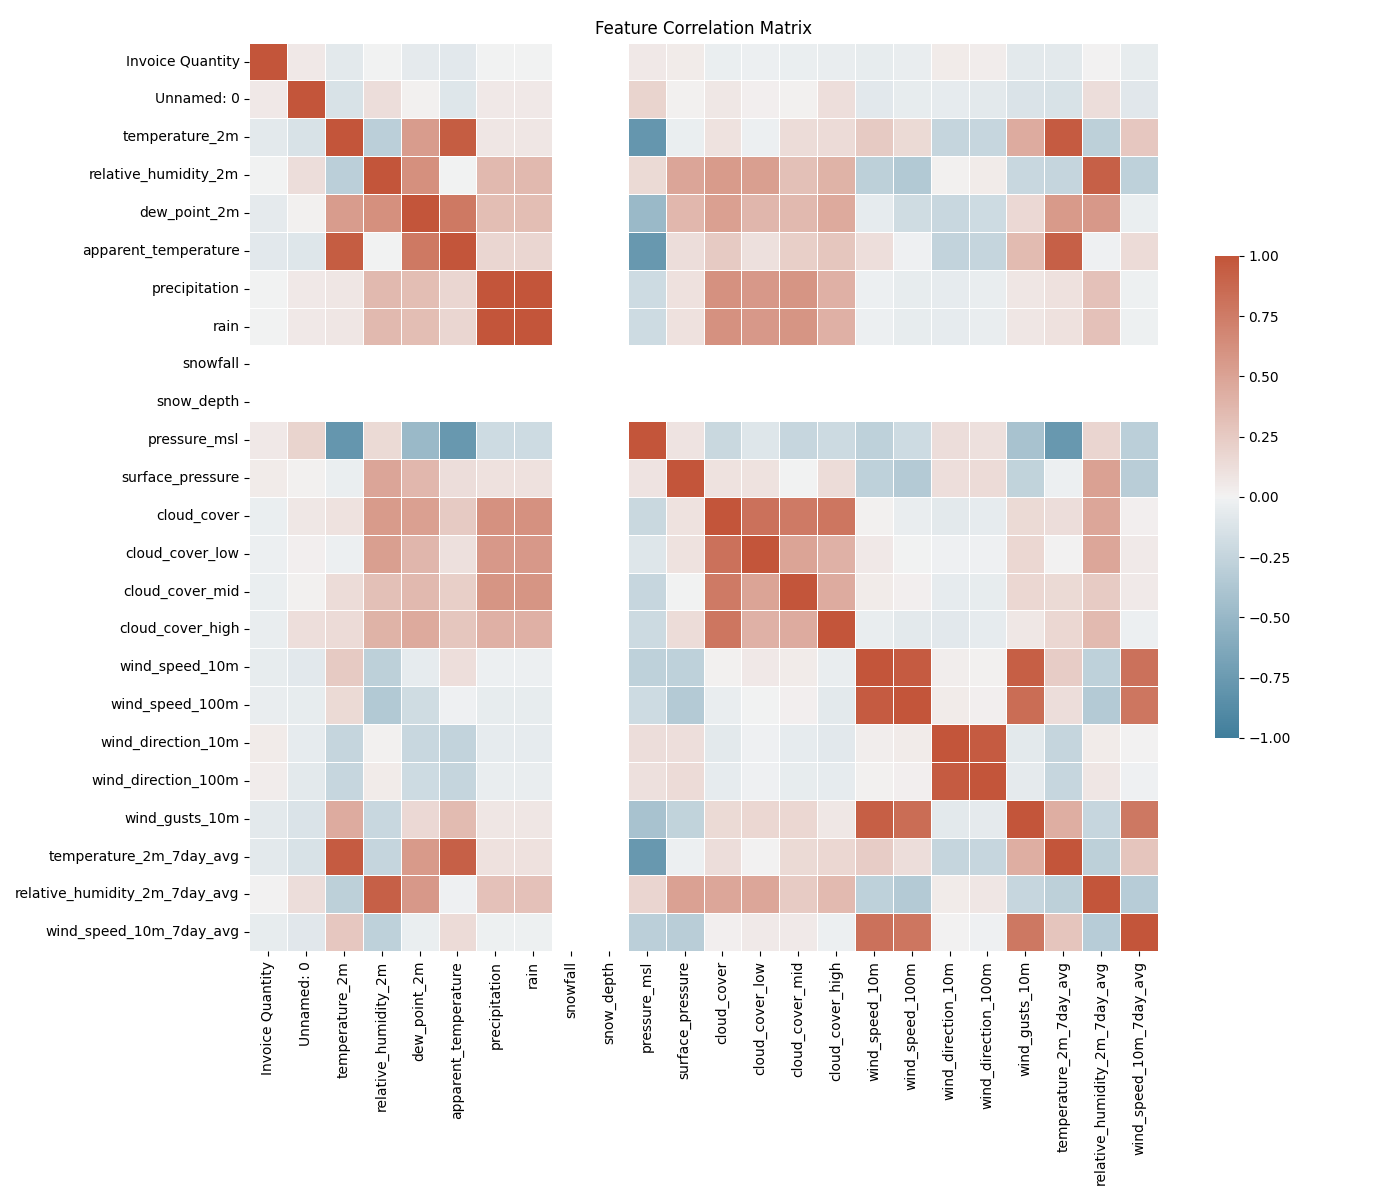 Feature Correlation Matrix
Invoice Quantity
Unnamed: 0
temperature_2m
relative_humidity_2m
dew_point_2m
apparent_temperature
precipitation
rain
snowfall
snow_depth
pressure_msl
surface_pressure
cloud_cover
cloud_cover_low
cloud_cover_mid
cloud_cover_high
wind_speed_10m
wind_speed_100m
wind_direction_10m
wind_direction_100m
wind_gusts_10m
temperature_2m_7day_avg
relative_humidity_2m_7day_avg
wind_speed_10m_7day_avg
Invoice Quantity
Unnamed: 0
temperature_2m
relative_humidity_2m
dew_point_2m
apparent_temperature
precipitation
rain
snowfall
snow_depth
pressure_msl
surface_pressure
cloud_cover
cloud_cover_low
cloud_cover_mid
cloud_cover_high
wind_speed_10m
wind_speed_100m
wind_direction_10m
wind_direction_100m
wind_gusts_10m
temperature_2m_7day_avg
relative_humidity_2m_7day_avg
wind_speed_10m_7day_avg
1.00
0.75
0.50
0.25
0.00
−0.25
−0.50
−0.75
−1.00